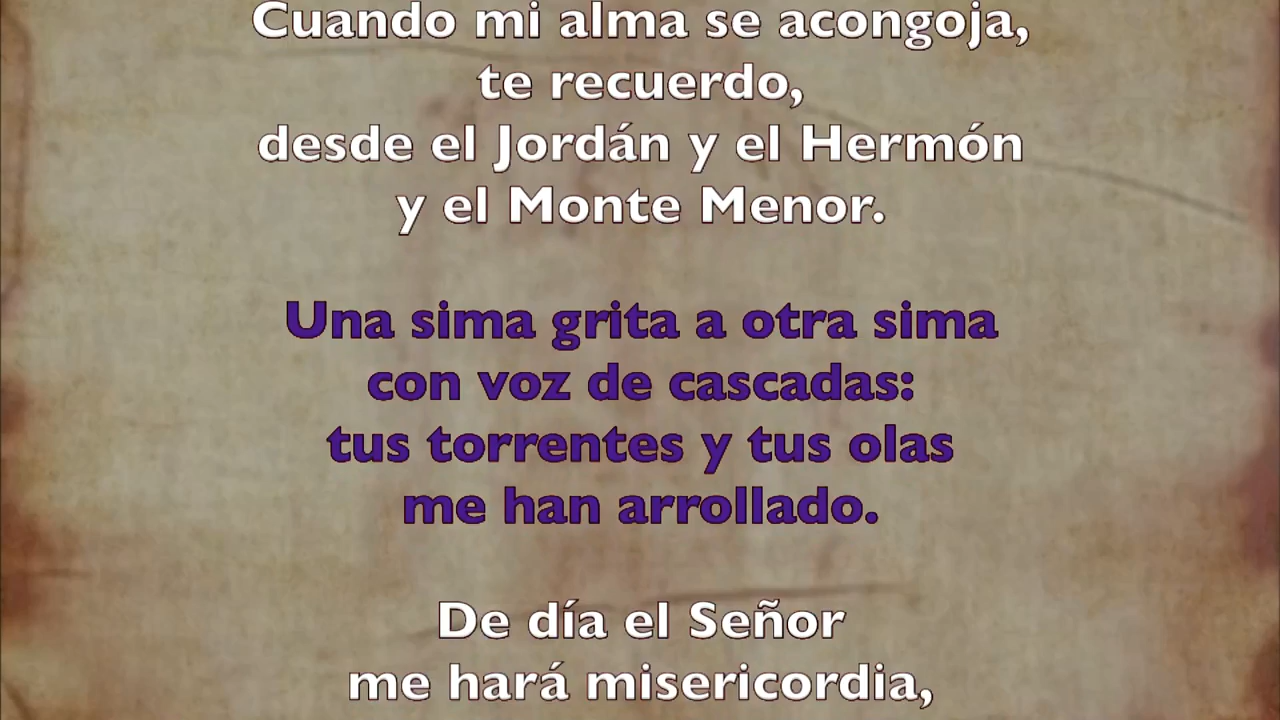 Cuando mi alma se acongoja,
te recuerdo,
desde el Jordán y el Hermón
y el Monte Menor.
Una sima grita a otra sima
con voz de cascadas:
tus torrentes y tus olas
me han arrollado.
De día el Señor
me hará misericordia,